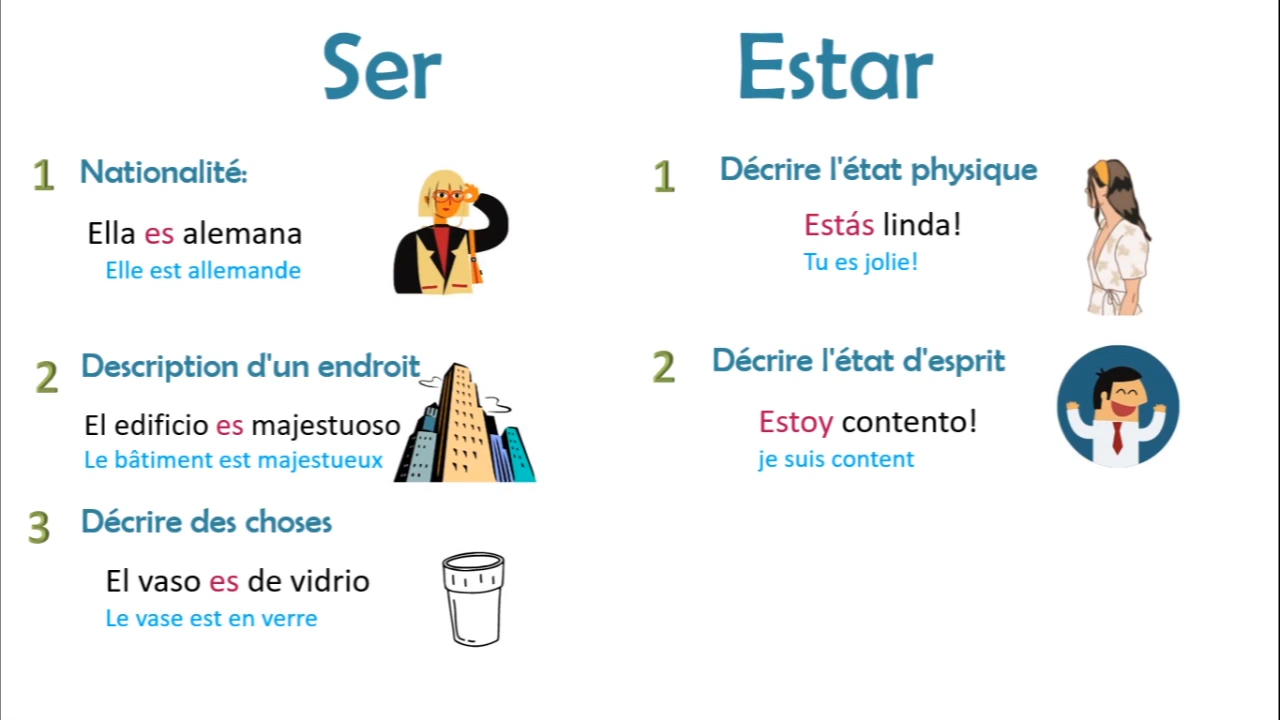 Ser
Estar
1 Nationalité:
Ella es alemana
Elle est allemande
2 Description d'un endroit
El edificio es majestuoso
Le bâtiment est majestueux
3 Décrire des choses
El vaso es de vidrio
Le vase est en verre
1 Décrire l'état physique
Estás linda!
Tu es jolie!
2 Décrire l'état d'esprit
Estoy contento!
je suis content